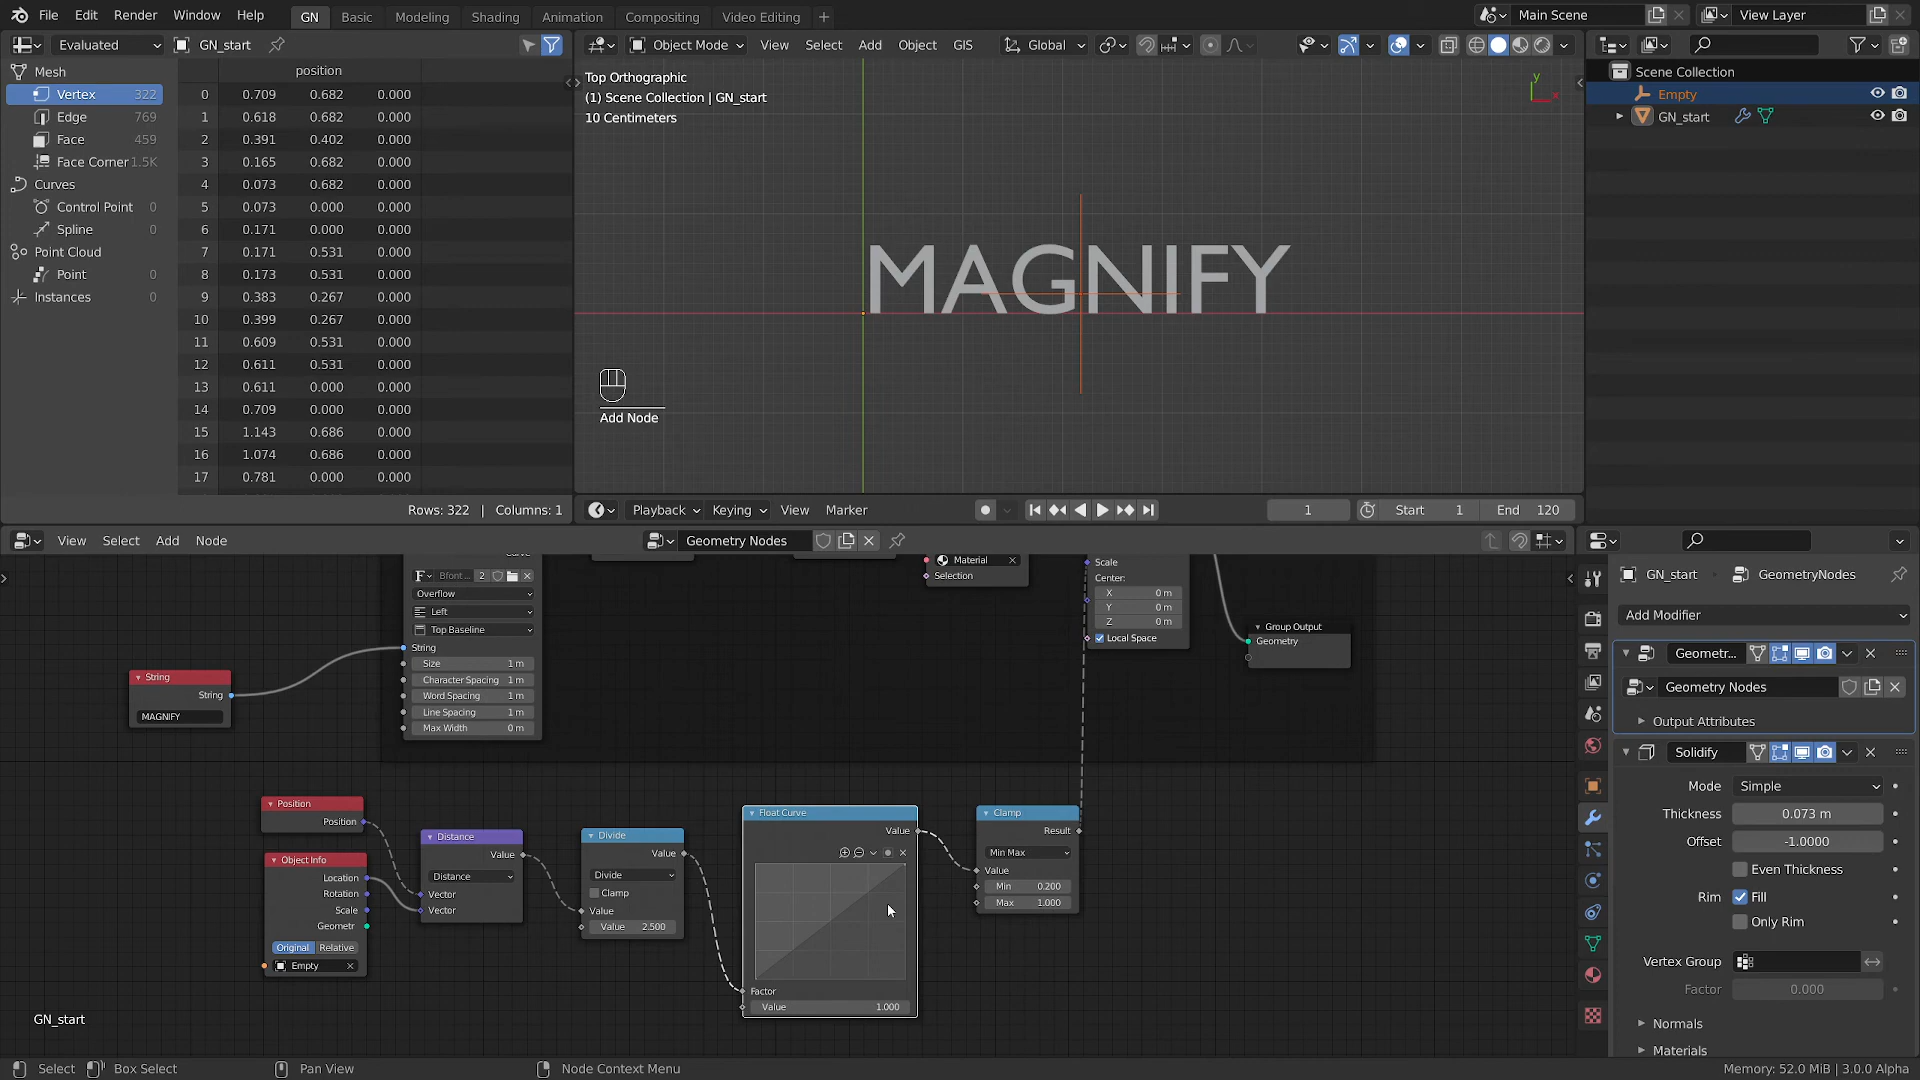 File Edit Render Window Help GN Basic Modeling Shading Animation Compositing Video Editing + Main Scene View Layer
Evaluated GN_start
Object Mode View Select Add Object GIS Global
Mesh
Vertex 322
Edge 769
Face 459
Face Corner 1.5K
Curves
Control Point 0
Spline 0
Point Cloud
Point 0
Instances 0
position
0 0.709 0.682 0.000
1 0.618 0.682 0.000
2 0.391 0.402 0.000
3 0.165 0.682 0.000
4 0.073 0.682 0.000
5 0.073 0.000 0.000
6 0.171 0.000 0.000
7 0.171 0.531 0.000
8 0.173 0.531 0.000
9 0.383 0.267 0.000
10 0.399 0.267 0.000
11 0.609 0.531 0.000
12 0.611 0.531 0.000
13 0.611 0.000 0.000
14 0.709 0.000 0.000
15 1.143 0.686 0.000
16 1.074 0.686 0.000
17 0.781 0.000 0.000
Rows: 322 | Columns: 1
Top Orthographic
(1) Scene Collection | GN_start
10 Centimeters
y
x
MAGNIFY
Add Node
Scene Collection
Empty
GN_start
Playback Keying View Marker 1 Start 1 End 120
View Select Add Node Geometry Nodes
Bfont... 2
Overflow
Left
Top Baseline
String
Size 1 m
Character Spacing 1 m
Word Spacing 1 m
Line Spacing 1 m
Max Width 0 m
String
String
MAGNIFY
Material
Selection
Scale
Center:
X 0 m
Y 0 m
Z 0 m
Local Space
Group Output
Geometry
Position
Position
Object Info
Location
Rotation
Scale
Geometr
Original Relative
Empty
Distance
Value
Distance
Vector
Vector
Divide
Value
Divide
Clamp
Value
Value 2.500
Float Curve
Value
Factor
Value 1.000
Clamp
Result
Min Max
Value
Min 0.200
Max 1.000
GN_start
GN_start GeometryNodes
Add Modifier
Geometr...
Geometry Nodes
Output Attributes
Solidify
Mode Simple
Thickness 0.073 m
Offset -1.0000
Even Thickness
Rim Fill
Only Rim
Vertex Group
Factor 0.000
Normals
Materials
Select Box Select Pan View Node Context Menu Memory: 52.0 MiB | 3.0.0 Alpha